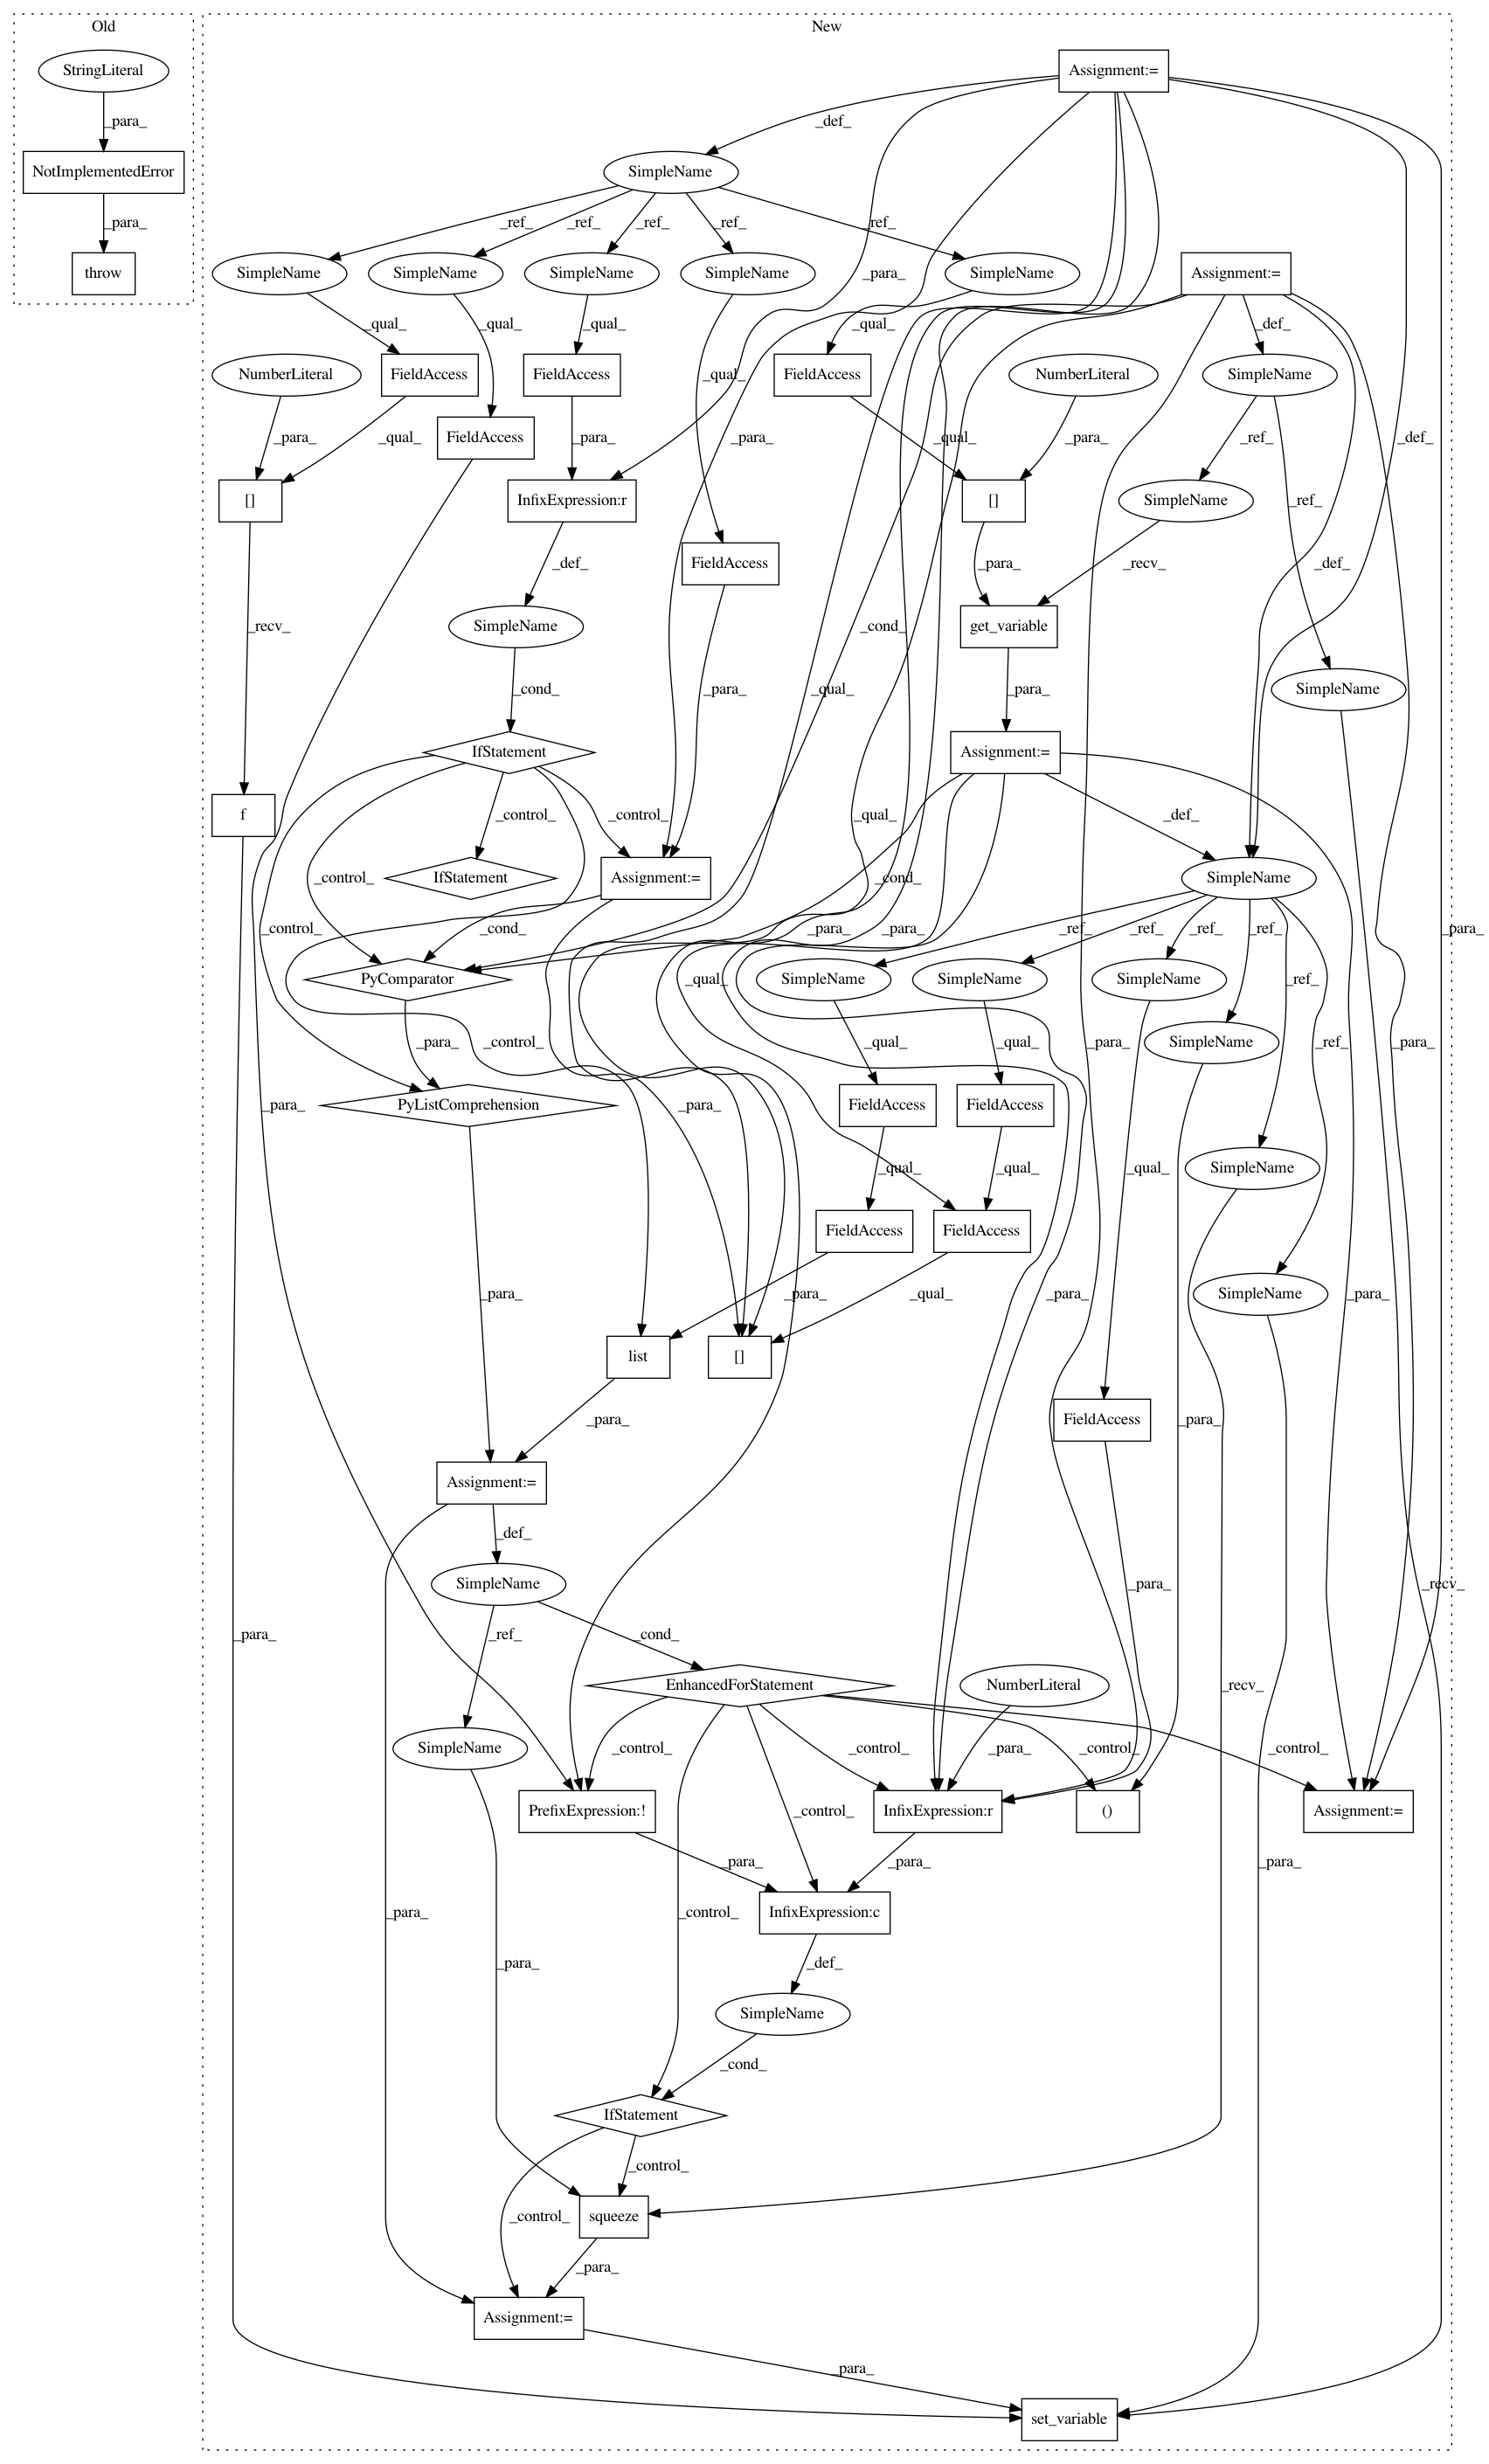 Old
New
StringLiteral
Assignment:=
_para_
_def_
NotImplementedError
SimpleName
_para_
_ref_
_ref_
_ref_
_ref_
_ref_
throw
SimpleName
SimpleName
SimpleName
SimpleName
SimpleName
Assignment:=
_para_
_qual_
_qual_
_qual_
_qual_
_def_
NumberLiteral
FieldAccess
FieldAccess
_qual_
FieldAccess
NumberLiteral
SimpleName
_para_
_qual_
FieldAccess
_para_
_qual_
_para_
_ref_
_def_
[]
InfixExpression:r
[]
SimpleName
_ref_
_def_
FieldAccess
_para_
_recv_
_def_
_recv_
SimpleName
_cond_
get_variable
_cond_
_para_
_qual_
_para_
SimpleName
IfStatement
Assignment:=
f
_control_
_control_
_qual_
_def_
_control_
IfStatement
Assignment:=
_cond_
SimpleName
_control_
_cond_
_para_
_para_
_ref_
_ref_
_ref_
_ref_
_para_
PyComparator
_qual_
SimpleName
SimpleName
SimpleName
_ref_
_para_
_control_
_qual_
_qual_
SimpleName
_ref_
_para_
_para_
PyListComprehension
_para_
FieldAccess
FieldAccess
_qual_
_qual_
_qual_
SimpleName
FieldAccess
FieldAccess
_para_
_para_
_qual_
_para_
SimpleName
_para_
list
[]
_para_
FieldAccess
_para_
Assignment:=
_def_
_para_
_recv_
SimpleName
_para_
_ref_
_cond_
EnhancedForStatement
NumberLiteral
_recv_
SimpleName
_control_
_control_
_para_
_control_
_control_
PrefixExpression:!
InfixExpression:r
()
Assignment:=
_control_
_para_
_para_
_para_
_para_
_control_
InfixExpression:c
_para_
_def_
SimpleName
_cond_
IfStatement
_control_
_control_
squeeze
_para_
Assignment:=
_para_
set_variable